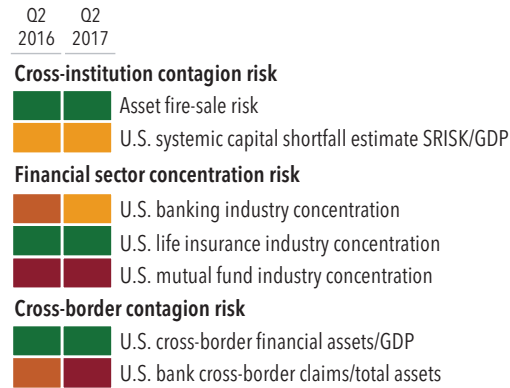 Q2 Q2
2016 2017
Cross-institution contagion risk
Asset fire-sale risk
U.S. systemic capital shortfall estimate SRISK/GDP
Financial sector concentration risk
U.S. banking industry concentration
U.S. life insurance industry concentration
U.S. mutual fund industry concentration
Cross-border contagion risk
U.S. cross-border financial assets/GDP
U.S. bank cross-border claims/total assets